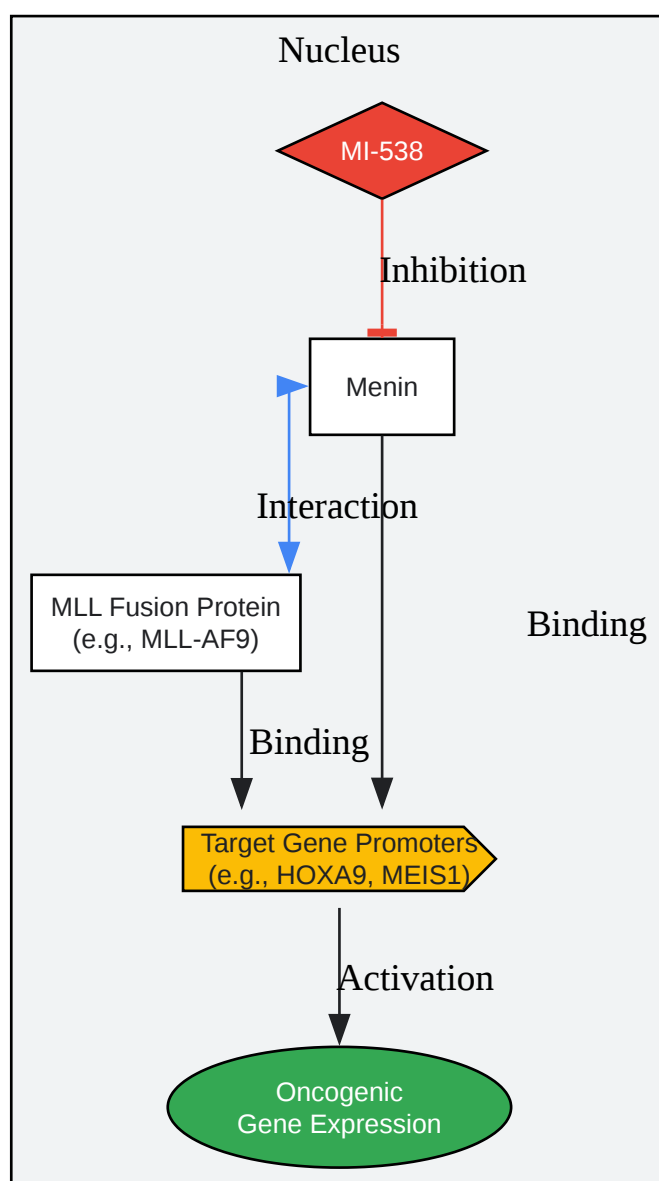 Nucleus
MI-538
Inhibition
Menin
Interaction
MLL Fusion Protein
(e.g., MLL-AF9)
Binding
Binding
Target Gene Promoters
(e.g., HOXA9, MEIS1)
Activation
Oncogenic
Gene Expression